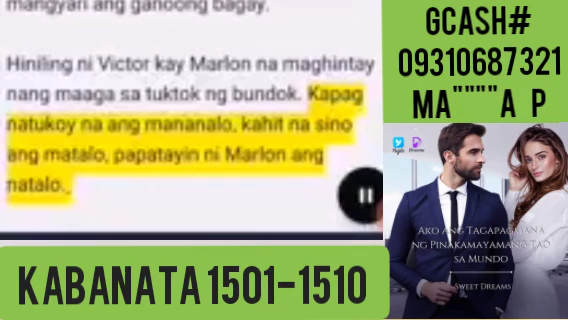 mangyari ang ganoong bagay.
Hiniling ni Victor kay Marlon na maghintay
nang maaga sa tuktok ng bundok. Kapag
natukoy na ang mananalo, kahit na sino
ang matalo, papatayin ni Marlon ang
natalo._
GCASH#
09310687321
MA""""A P
Dreams
AKO ANG TAGAPAGMANA
NG PINAKAMAYAMANG TAO
SA MUNDO
SWEET DREAMS
KABANATA 1501-1510